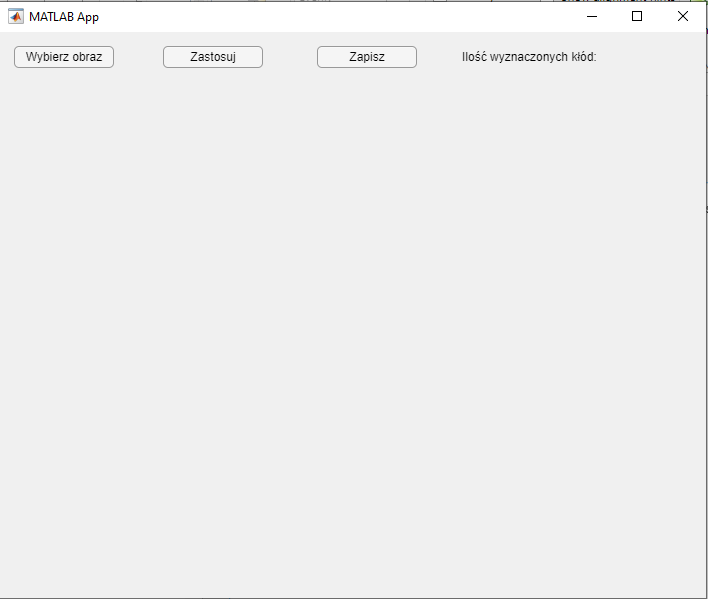 MATLAB App
Wybierz obraz
Zastosuj
Zapisz
Ilość wyznaczonych kłód: